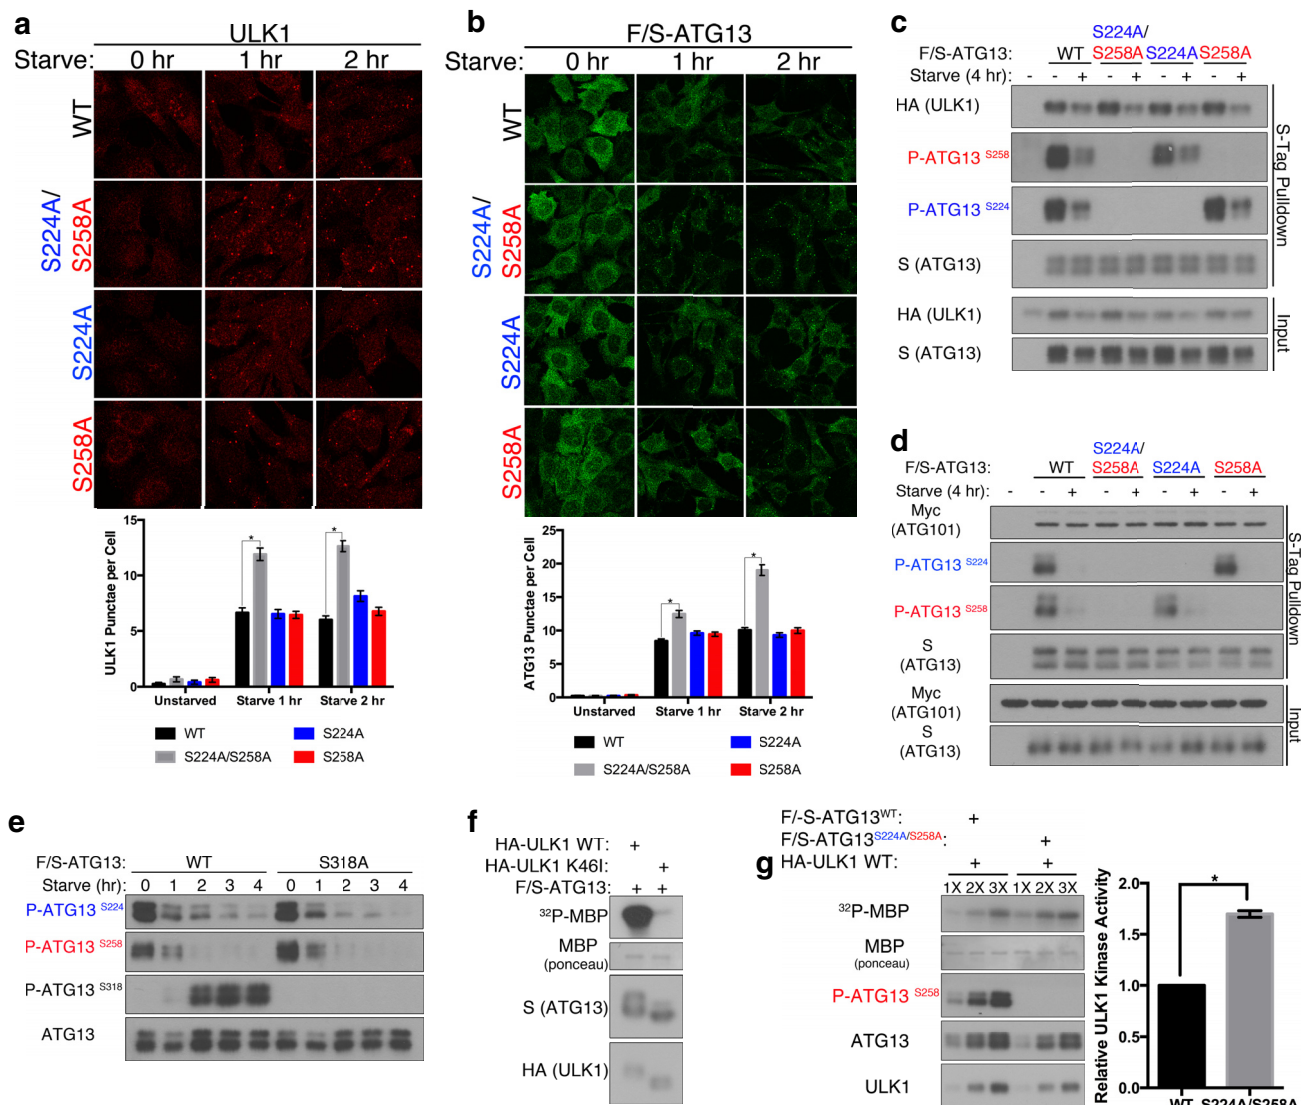 a
ULK1
Starve: 0 hr 1 hr 2 hr
WT
S224A/
S258A
S224A
S258A
ULK1 Punctae per Cell
15
10
5
0
* *
Unstarved Starve 1 hr Starve 2 hr
WT S224A
S224A/S258A S258A
b
F/S-ATG13
Starve: 0 hr 1 hr 2 hr
WT
S224A/
S258A
S224A
S258A
ATG13 Punctae per Cell
25
20
15
10
5
0
* *
Unstarved Starve 1 hr Starve 2 hr
WT S224A
S224A/S258A S258A
c
S224A/
F/S-ATG13: WT S258A S224A S258A
Starve (4 hr): - - + - + - + - +
HA (ULK1)
P-ATG13 S258
P-ATG13 S224
S (ATG13)
S-Tag Pulldown
HA (ULK1)
S (ATG13)
Input
d
S224A/
F/S-ATG13: WT S258A S224A S258A
Starve (4 hr): - - + - + - + - +
Myc
(ATG101)
P-ATG13 S224
P-ATG13 S258
S
(ATG13)
S-Tag Pulldown
Myc
(ATG101)
S
(ATG13)
Input
e
F/S-ATG13: WT S318A
Starve (hr): 0 1 2 3 4 0 1 2 3 4
P-ATG13 S224
P-ATG13 S258
P-ATG13 S318
ATG13
f
HA-ULK1 WT: +
HA-ULK1 K46I: +
F/S-ATG13: + +
32P-MBP
MBP
(ponceau)
S (ATG13)
HA (ULK1)
g
F/-S-ATG13WT: +
F/S-ATG13S224A/S258A: +
HA-ULK1 WT: + +
1X 2X 3X 1X 2X 3X
32P-MBP
MBP
(ponceau)
P-ATG13 S258
ATG13
ULK1
Relative ULK1 Kinase Activity
2.0
1.5
1.0
0.5
0.0
*
WT S224A/S258A